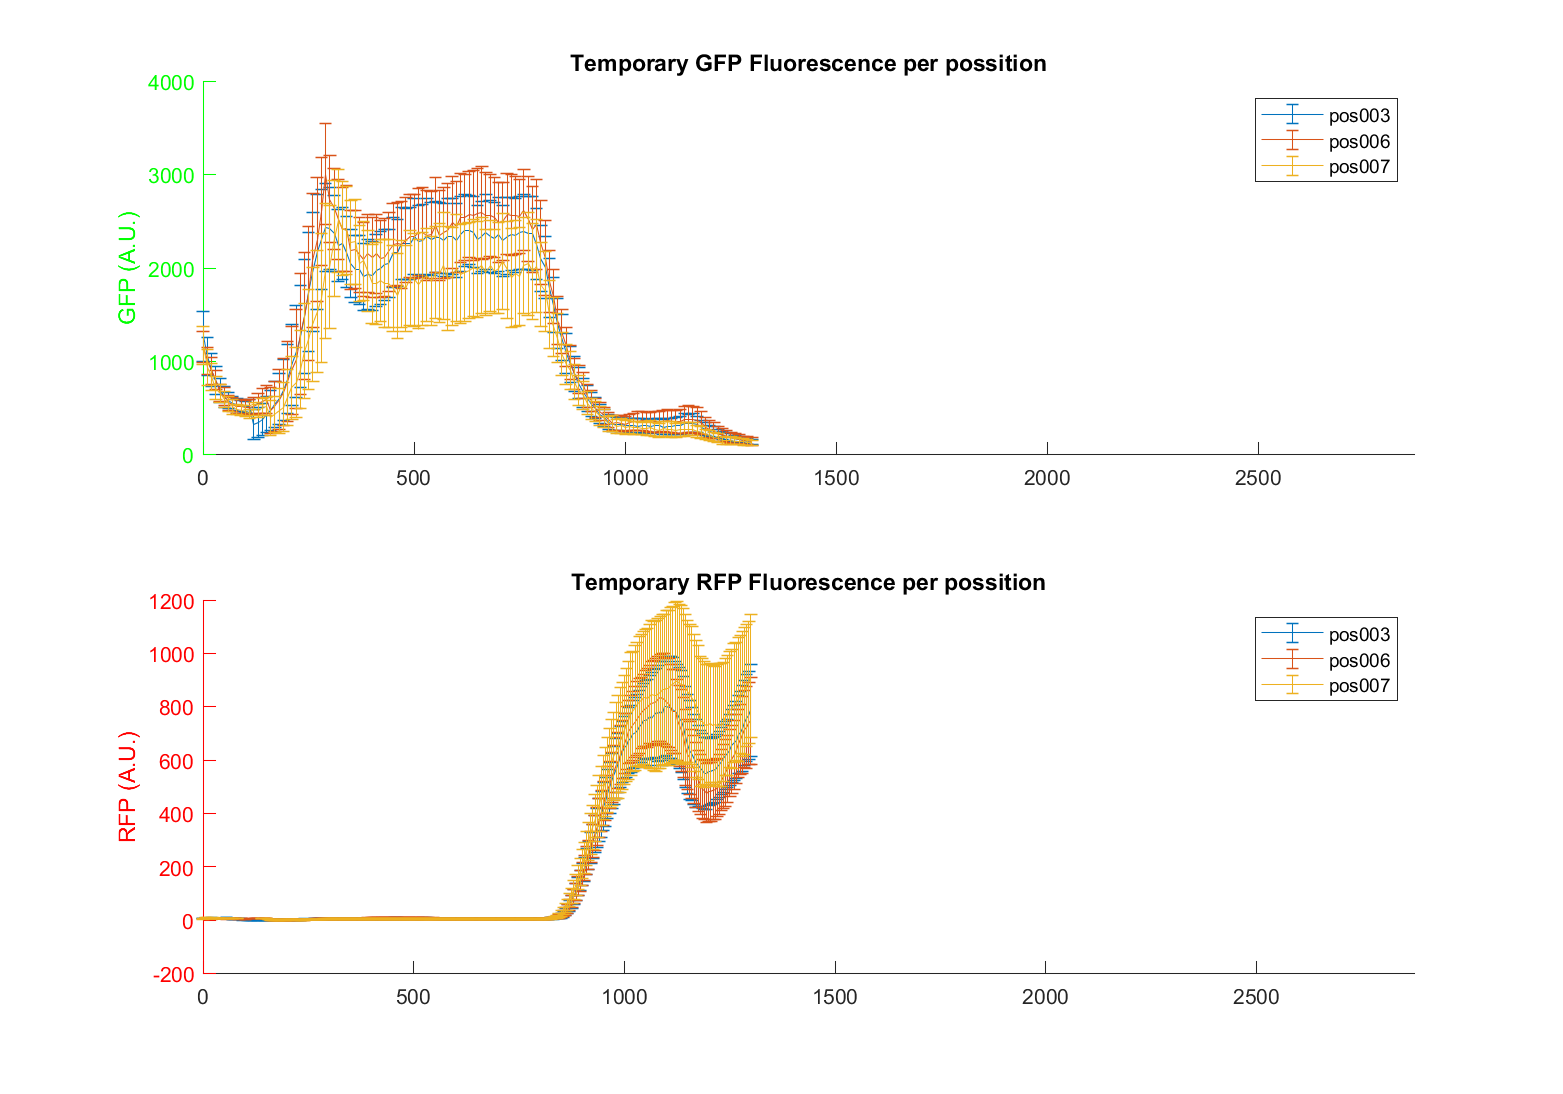 Temporary GFP Fluorescence per possition
4000
3000
2000
1000
0
GFP (A.U.)
0 500 1000 1500 2000 2500
pos003
pos006
pos007
Temporary RFP Fluorescence per possition
1200
1000
800
600
400
200
0
-200
RFP (A.U.)
0 500 1000 1500 2000 2500
pos003
pos006
pos007